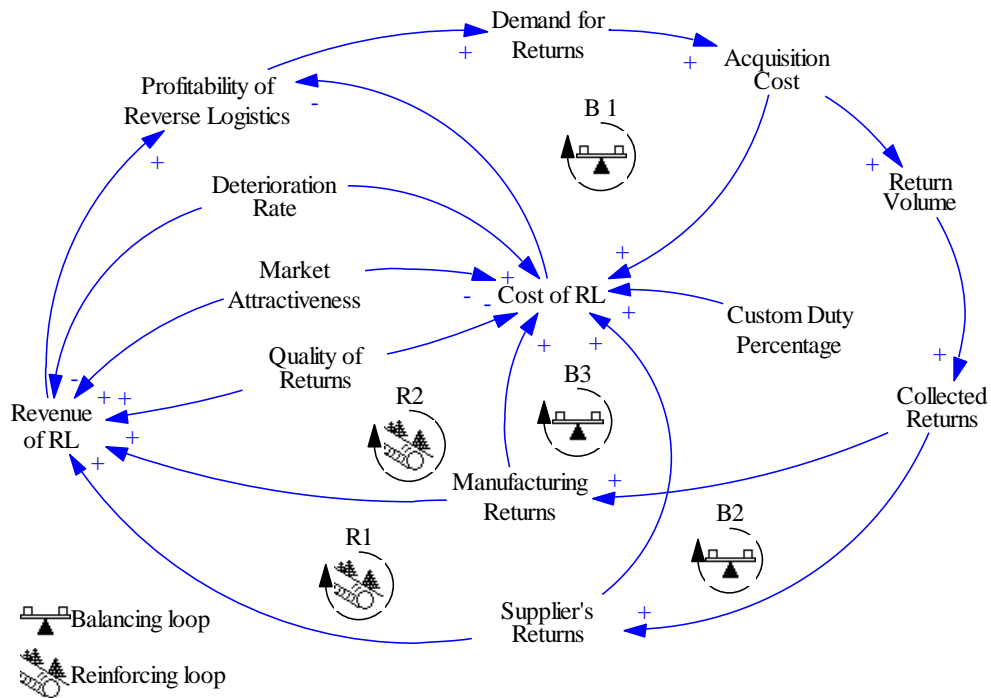 Demand for
Returns
+
+
Acquisition
Cost
Profitability of
Reverse Logistics
-
+
B 1
+
Return
Volume
Deterioration
Rate
Market
Attractiveness
+
-
-
Cost of RL
+
+
Custom Duty
Percentage
Quality of
Returns
+
+
+
B3
R2
Collected
Returns
-
+ +
Revenue
of RL
+
+
Manufacturing
Returns
+
B2
R1
Supplier's
Returns
+
Balancing loop
Reinforcing loop